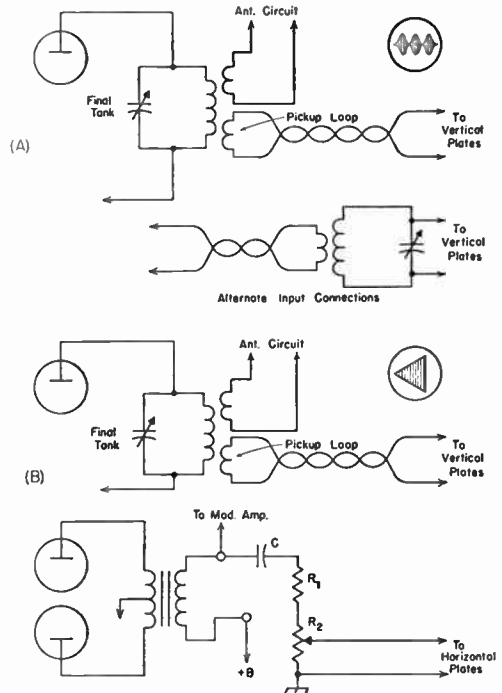 Ant. Circuit
Final
Tank
Pickup Loop
To
Vertical
Plates
(A)
To
Vertical
Plates
Alternate Input Connections
Ant. Circuit
Final
Tank
Pickup Loop
To
Vertical
Plates
(B)
To Mod. Amp.
C
R1
R2
+B
To
Horizontal
Plates